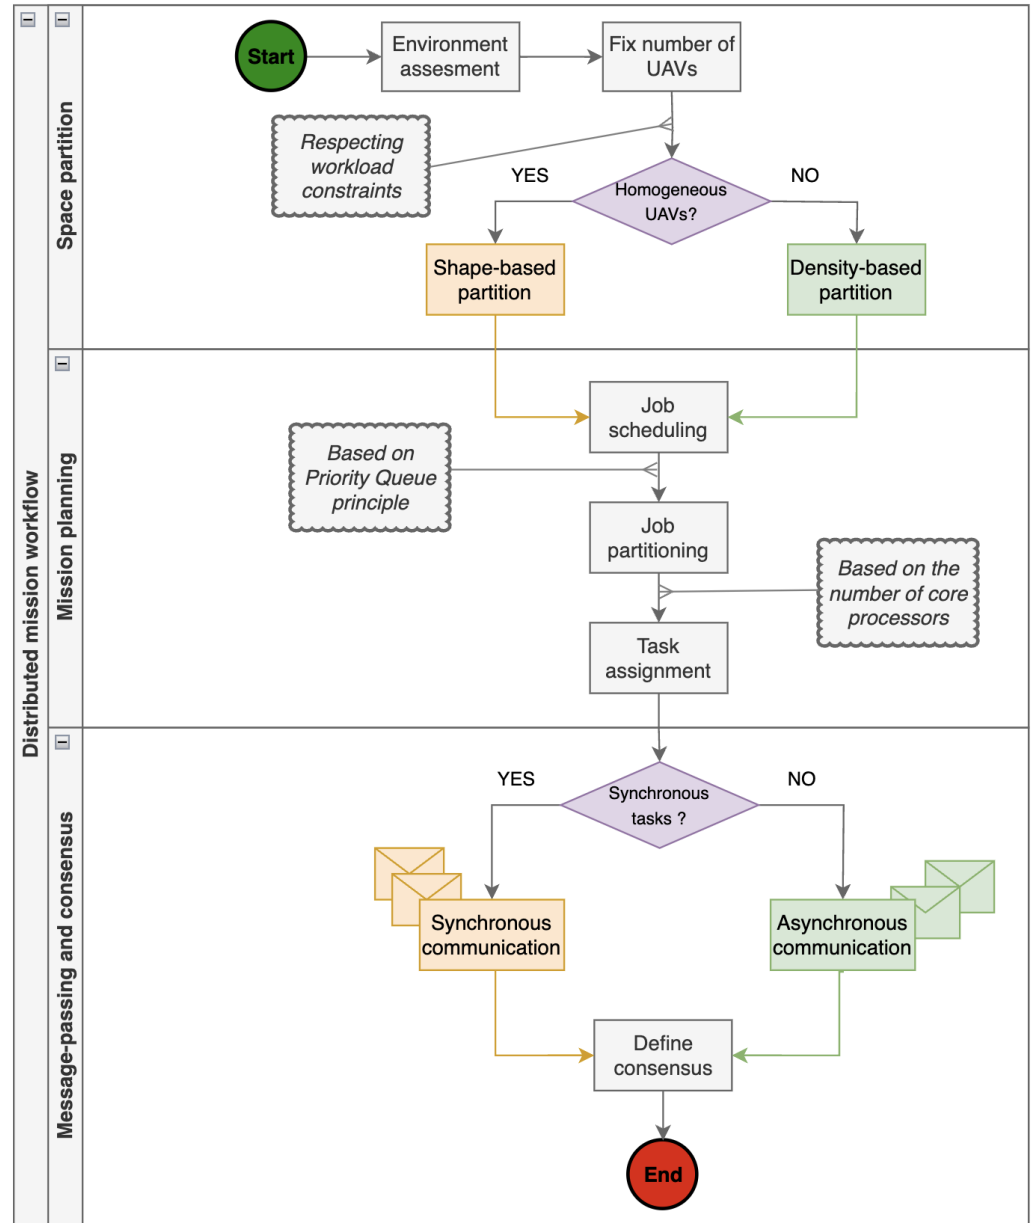 Distributed mission workflow
Space partition
Start
Environment
assesment
Fix number of
UAVs
Respecting
workload
constraints
YES
Homogeneous
UAVs?
NO
Shape-based
partition
Density-based
partition
Mission planning
Job
scheduling
Based on
Priority Queue
principle
Job
partitioning
Based on the
number of core
processors
Task
assignment
Message-passing and consensus
YES
Synchronous
tasks ?
NO
Synchronous
communication
Asynchronous
communication
Define
consensus
End